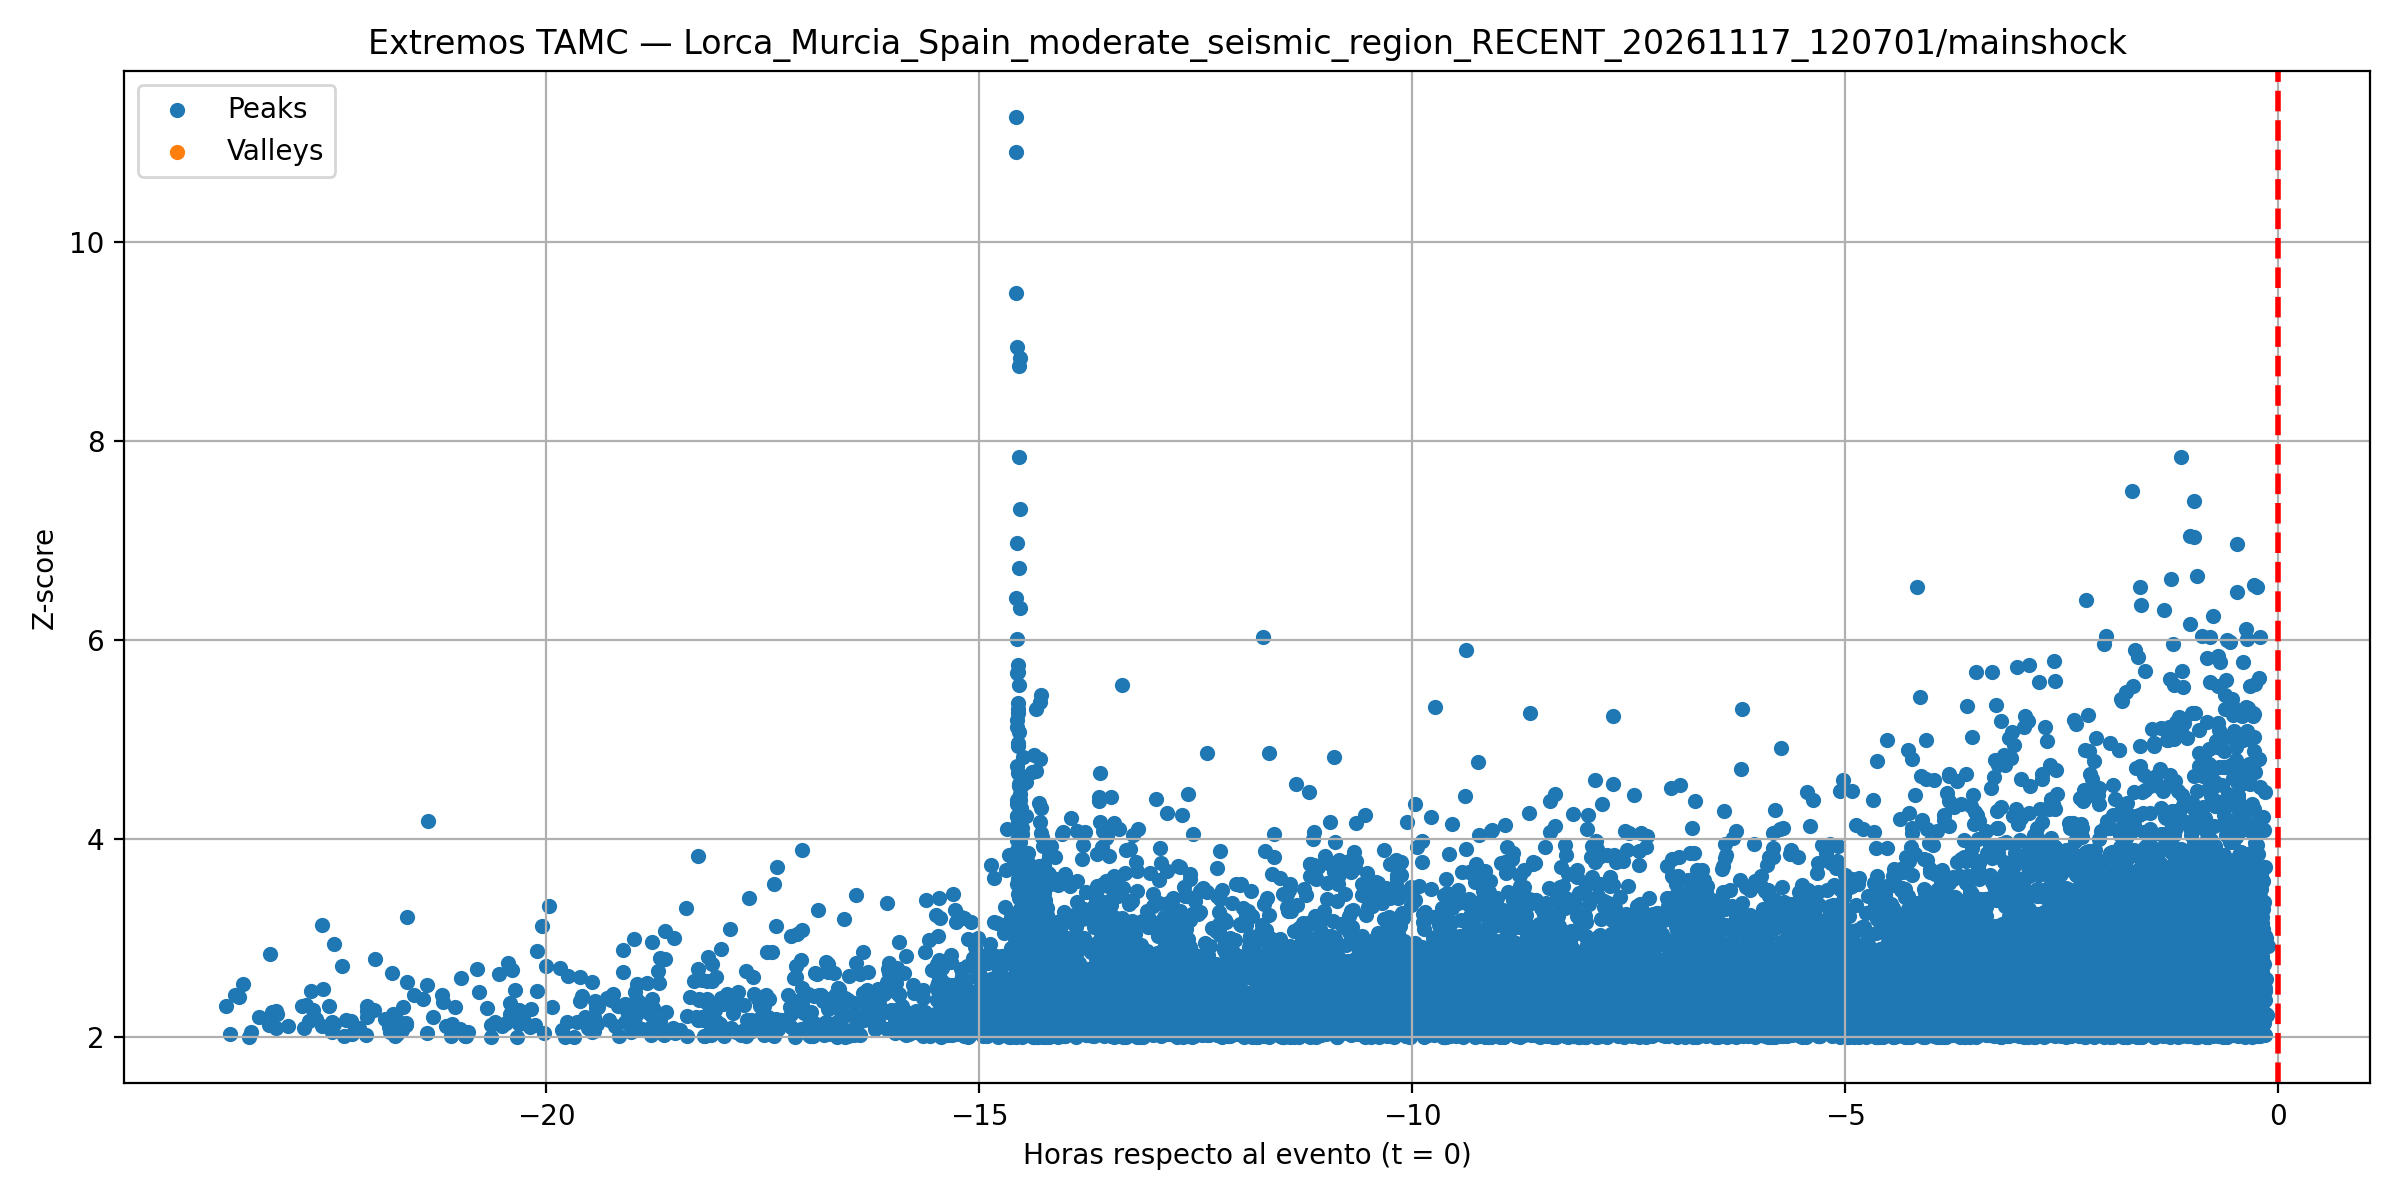 Extremos TAMC — Lorca_Murcia_Spain_moderate_seismic_region_RECENT_20261117_120701/mainshock
Peaks
Valleys
10
8
6
4
2
Z-score
−20
−15
−10
−5
0
Horas respecto al evento (t = 0)